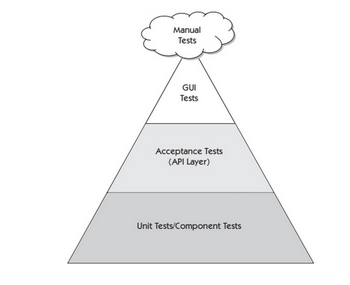 Manual
Tests
GUI
Tests
Acceptance Tests
(API Layer)
Unit Tests/Component Tests